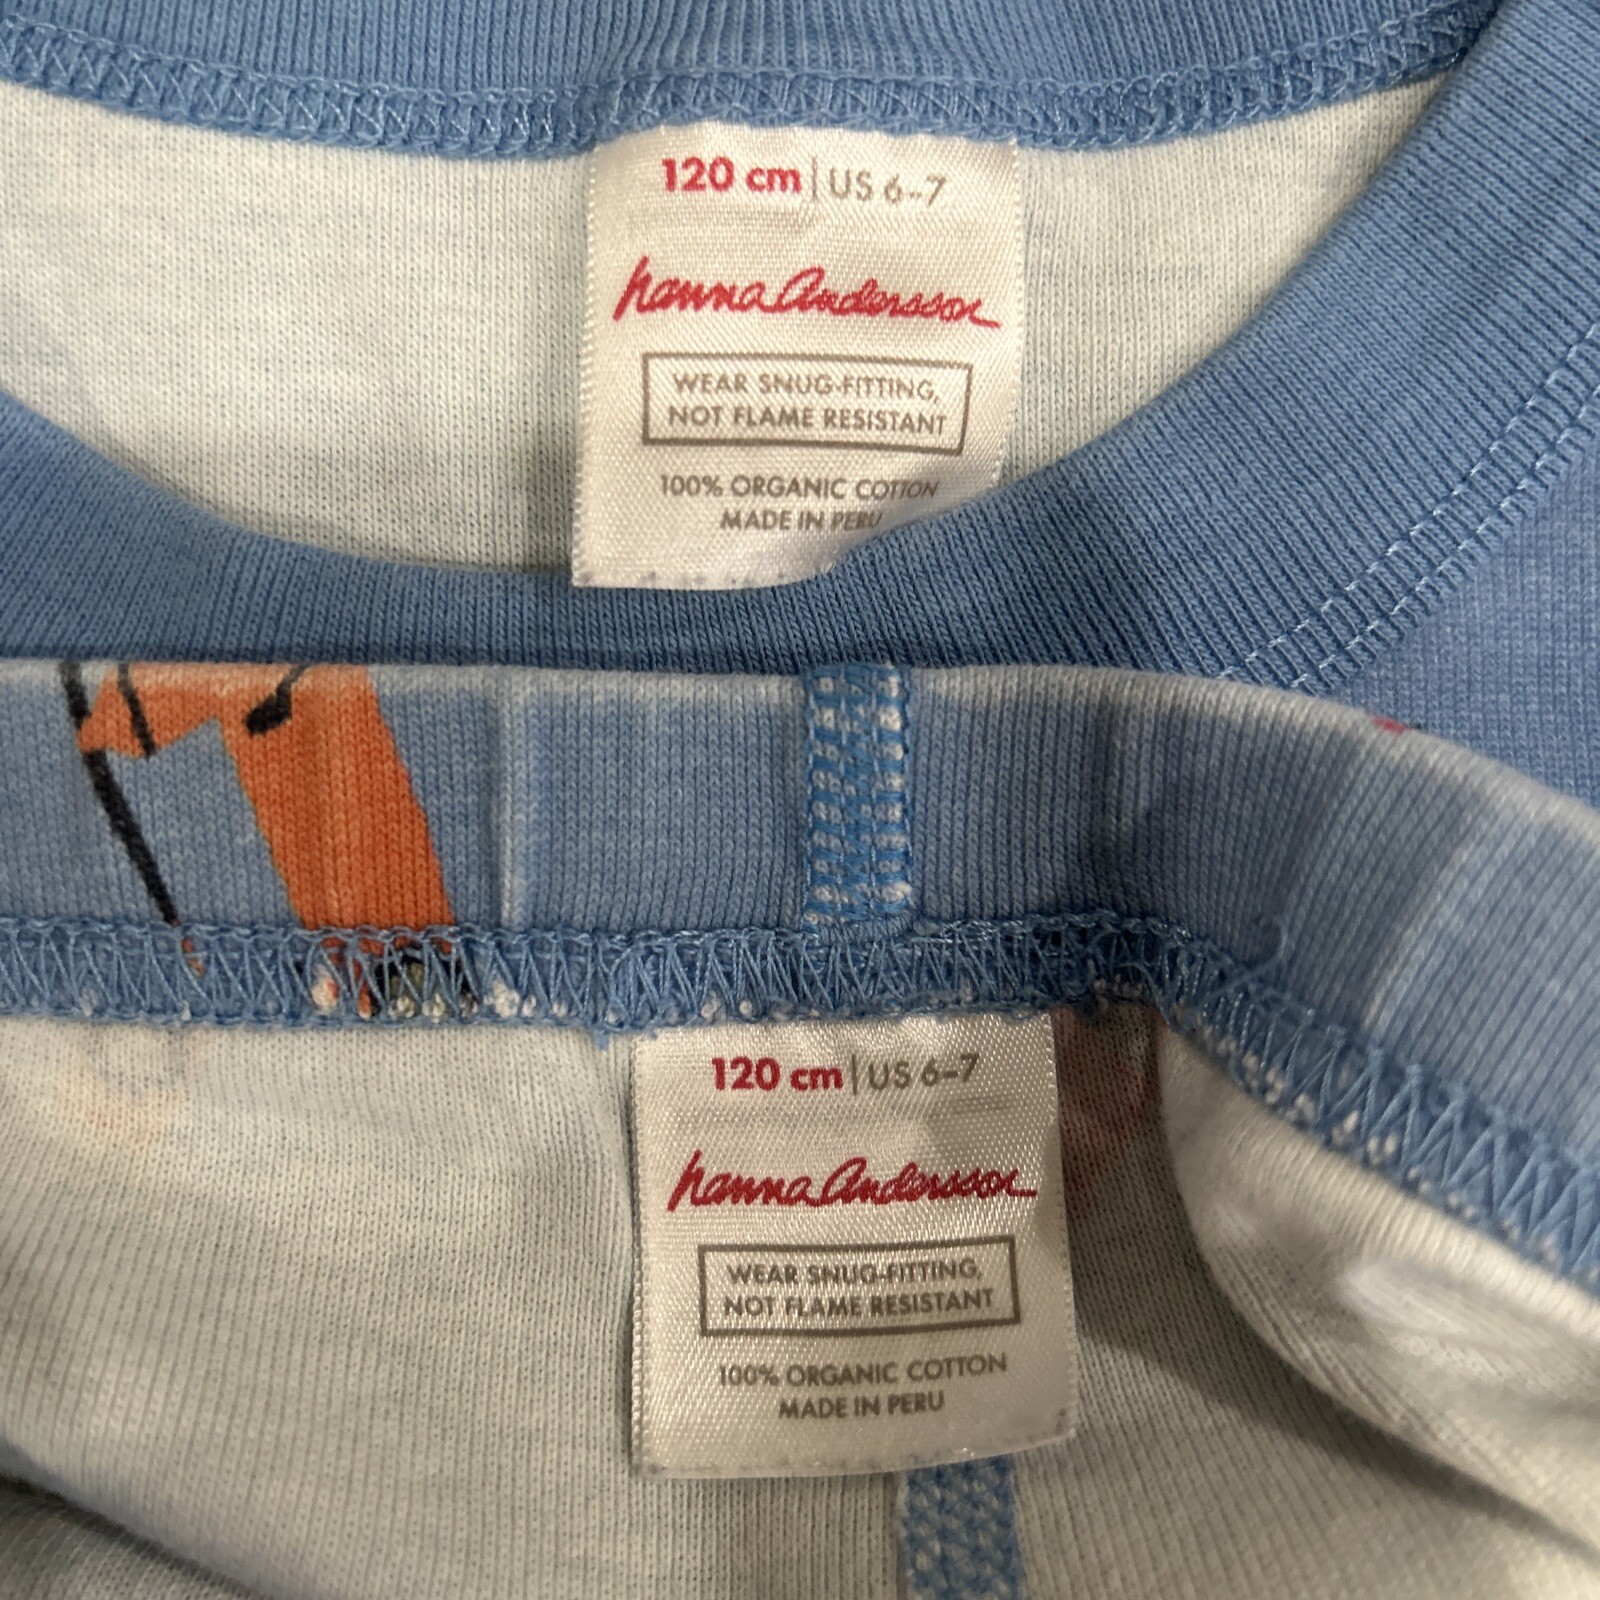 120 cm | US 6-7
hanna Andersson
WEAR SNUG-FITTING,
NOT FLAME RESISTANT
100% ORGANIC COTTON
MADE IN PERU
120 cm | US 6-7
hanna Andersson
WEAR SNUG-FITTING,
NOT FLAME RESISTANT
100% ORGANIC COTTON
MADE IN PERU